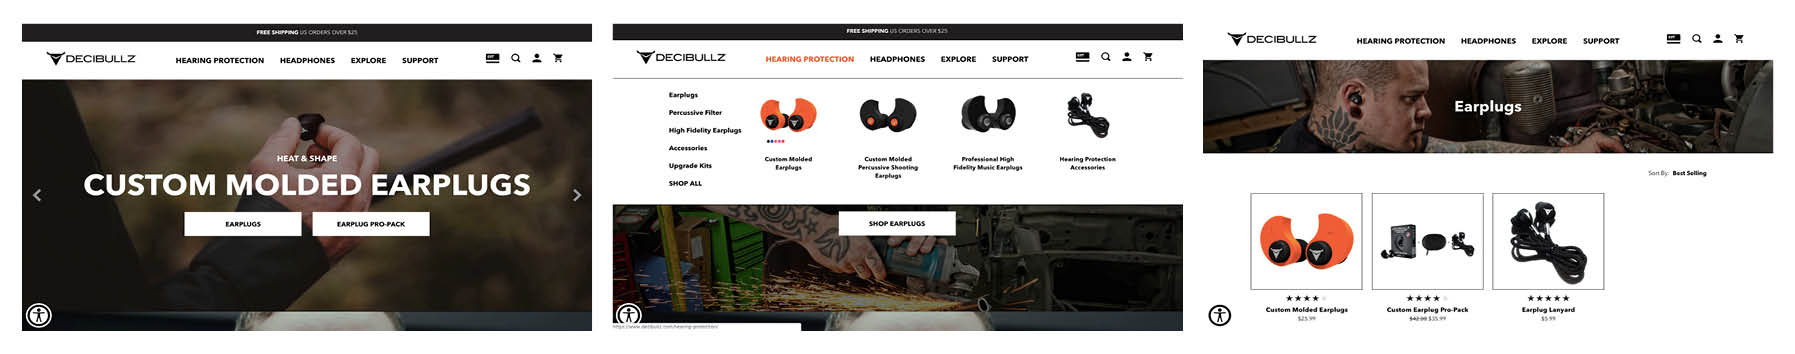 FREE SHIPPING US ORDERS OVER $25
DECIBULLZ
HEARING PROTECTION HEADPHONES EXPLORE SUPPORT
HEAT & SHAPE
CUSTOM MOLDED EARPLUGS
EARPLUGS EARPLUG PRO-PACK
FREE SHIPPING US ORDERS OVER $25
DECIBULLZ
HEARING PROTECTION HEADPHONES EXPLORE SUPPORT
Earplugs
Percussive Filter
High Fidelity Earplugs
Accessories
Upgrade Kits
SHOP ALL
Custom Molded
Earplugs
Custom Molded
Percussive Shooting
Earplugs
Professional High
Fidelity Music Earplugs
Hearing Protection
Accessories
SHOP EARPLUGS
https://www.decibullz.com/hearing-protection/
DECIBULLZ
HEARING PROTECTION HEADPHONES EXPLORE SUPPORT
Earplugs
Sort By: Best Selling
Custom Molded Earplugs
$25.99
Custom Earplug Pro-Pack
$42.00 $35.99
Earplug Lanyard
$5.99